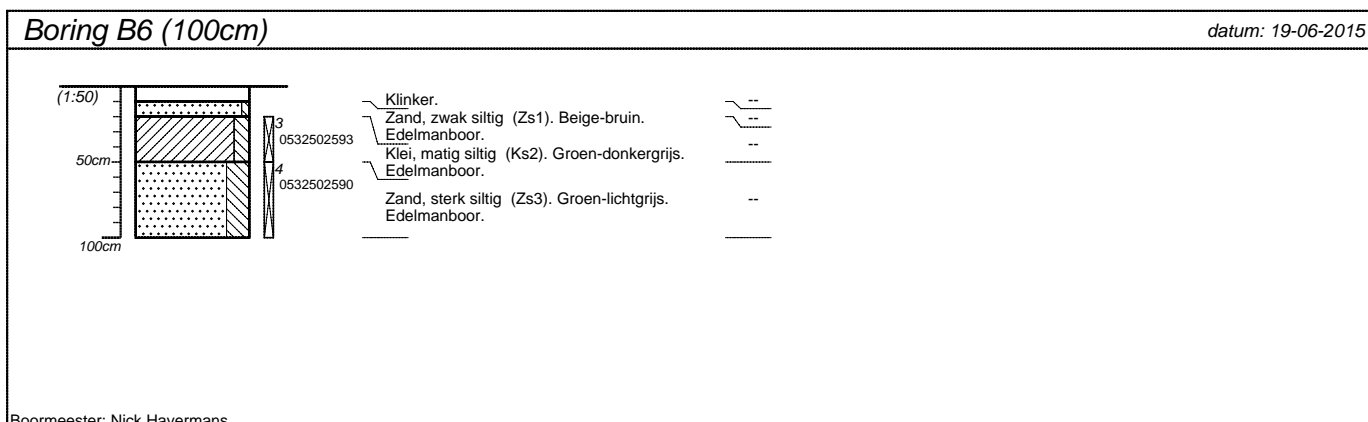 Boring B6 (100cm)
datum: 19-06-2015
(1:50)
50cm
100cm
3
0532502593
4
0532502590
Klinker.
--
Zand, zwak siltig (Zs1). Beige-bruin.
--
Edelmanboor.
Klei, matig siltig (Ks2). Groen-donkergrijs.
--
Edelmanboor.
Zand, sterk siltig (Zs3). Groen-lichtgrijs.
--
Edelmanboor.
Boormeester: Nick Havermans